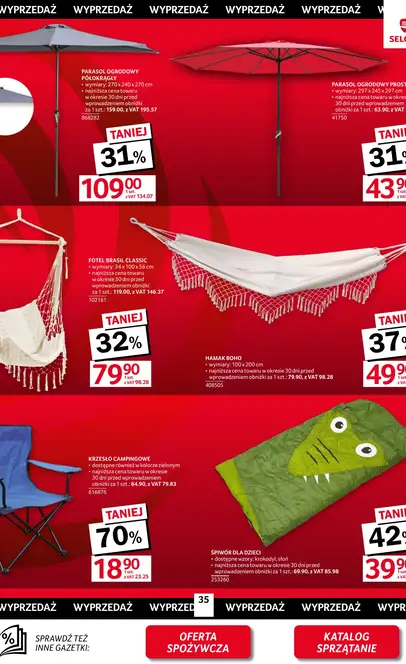 WYPRZEDAŻ WYPRZEDAŻ WYPRZEDAŻ WYPRZEDAŻ WYPRZEDAŻ
PARASOL OGRODOWY
PÓŁOKRĄGŁY
• wymiary: 270 x 240 x 270 cm
• najniższa cena towaru
w okresie 30 dni przed
wprowadzeniem obniżki
za 1 szt.: 159.00, z VAT 195.57
868282
TANIEJ
31%
109 00
1 szt.
z VAT 134.07
PARASOL OGRODOWY PROST
• wymiary: 297 x 245 x 297 cm
• najniższa cena towaru
w okresie 30 dni przed
wprowadzeniem obniżki
za 1 szt.: 63.90, z VAT
41750
TANIEJ
31%
43 90
FOTEL BRASIL CLASSIC
• wymiary: 34 x 100 x 56 cm
• najniższa cena towaru
w okresie 30 dni przed
wprowadzeniem obniżki
za 1 szt.: 119.00, z VAT 146.37
102161
TANIEJ
32%
79 90
1 szt.
z VAT 98.28
HAMAK BOHO
• wymiary: 100 x 200 cm
• najniższa cena towaru w okresie 30 dni przed
wprowadzeniem obniżki za 1 szt.: 79.90, z VAT 98.28
408505
TANIEJ
37%
49 90
KRZESŁO CAMPINGOWE
• dostępne również w kolorze zielonym
• najniższa cena towaru w okresie
30 dni przed wprowadzeniem
obniżki za 1 szt.: 64.90, z VAT 79.83
616876
TANIEJ
70%
18 90
1 szt.
z VAT 23.25
ŚPIWÓR DLA DZIECI
• dostępne wzory: krokodyl, słoń
• najniższa cena towaru w okresie 30 dni przed
wprowadzeniem obniżki za 1 szt.: 69.90, z VAT 85.98
253260
TANIEJ
42%
39 90
WYPRZEDAŻ WYPRZEDAŻ 35 WYPRZEDAŻ WYPRZEDAŻ
SPRAWDŹ TEŻ
INNE GAZETKI:
OFERTA
SPOŻYWCZA
KATALOG
SPRZĄTANIE